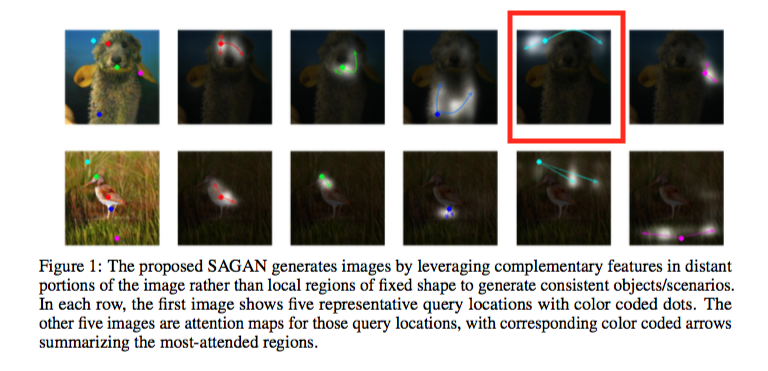 Figure 1: The proposed SAGAN generates images by leveraging complementary features in distant
portions of the image rather than local regions of fixed shape to generate consistent objects/scenarios.
In each row, the first image shows five representative query locations with color coded dots. The
other five images are attention maps for those query locations, with corresponding color coded arrows
summarizing the most-attended regions.